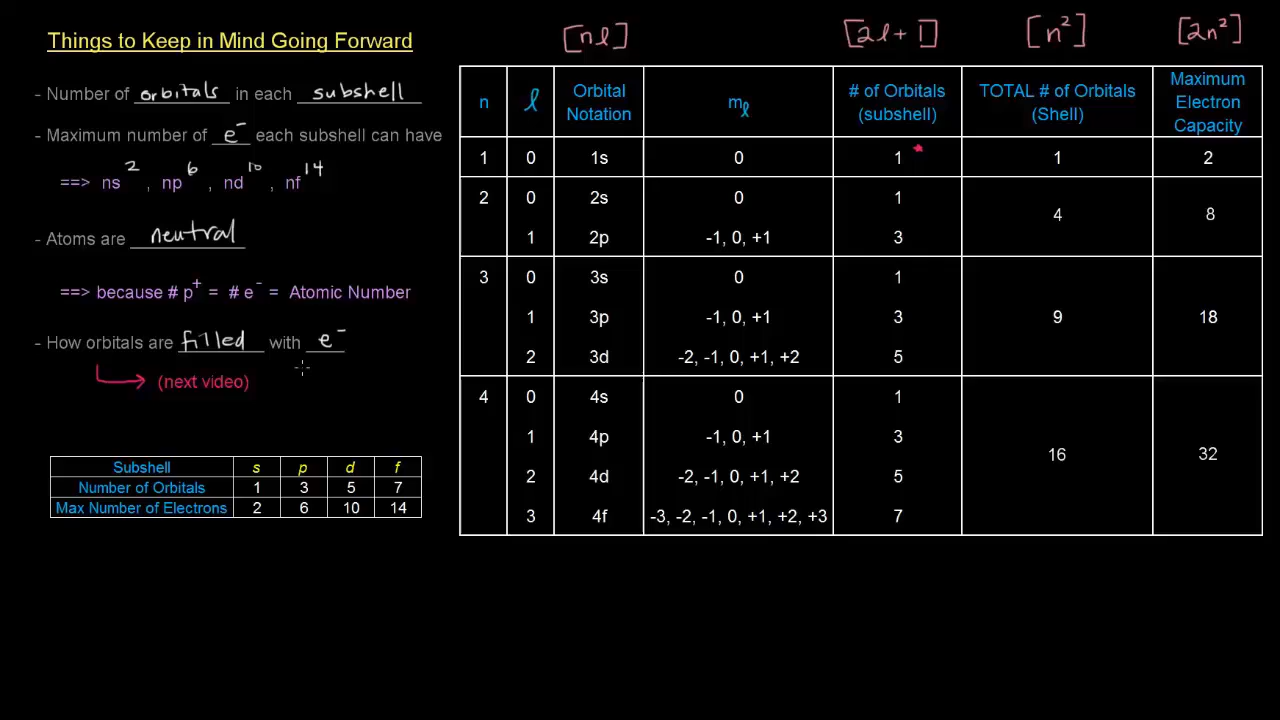 Things to Keep in Mind Going Forward
- Number of orbitals in each subshell
- Maximum number of e⁻ each subshell can have
==> ns², np⁶, nd¹⁰, nf¹⁴
- Atoms are neutral
==> because # p⁺ = # e⁻ = Atomic Number
- How orbitals are filled with e⁻
(next video)
Subshell s p d f
Number of Orbitals 1 3 5 7
Max Number of Electrons 2 6 10 14
[nl] [2l+1] [n²] [2n²]
n l Orbital Notation mℓ # of Orbitals (subshell) TOTAL # of Orbitals (Shell) Maximum Electron Capacity
1 0 1s 0 1* 1 2
2 0 2s 0 1 4 8
1 2p -1, 0, +1 3
3 0 3s 0 1
1 3p -1, 0, +1 3 9 18
2 3d -2, -1, 0, +1, +2 5
4 0 4s 0 1
1 4p -1, 0, +1 3 16 32
2 4d -2, -1, 0, +1, +2 5
3 4f -3, -2, -1, 0, +1, +2, +3 7